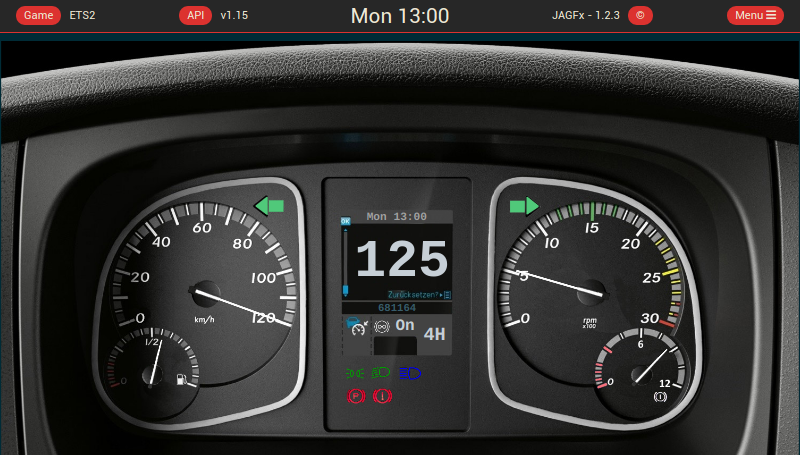 Game ETS2 API v1.15 Mon 13:00 JAGFx - 1.2.3 © Menu
0 20 40 60 80 100 120
km/h
0 1/2
OK Mon 13:00
125
Zurücksetzen?
681164
On 4H
P
0 5 10 15 20 25 30
rpm
x100
0 6 12